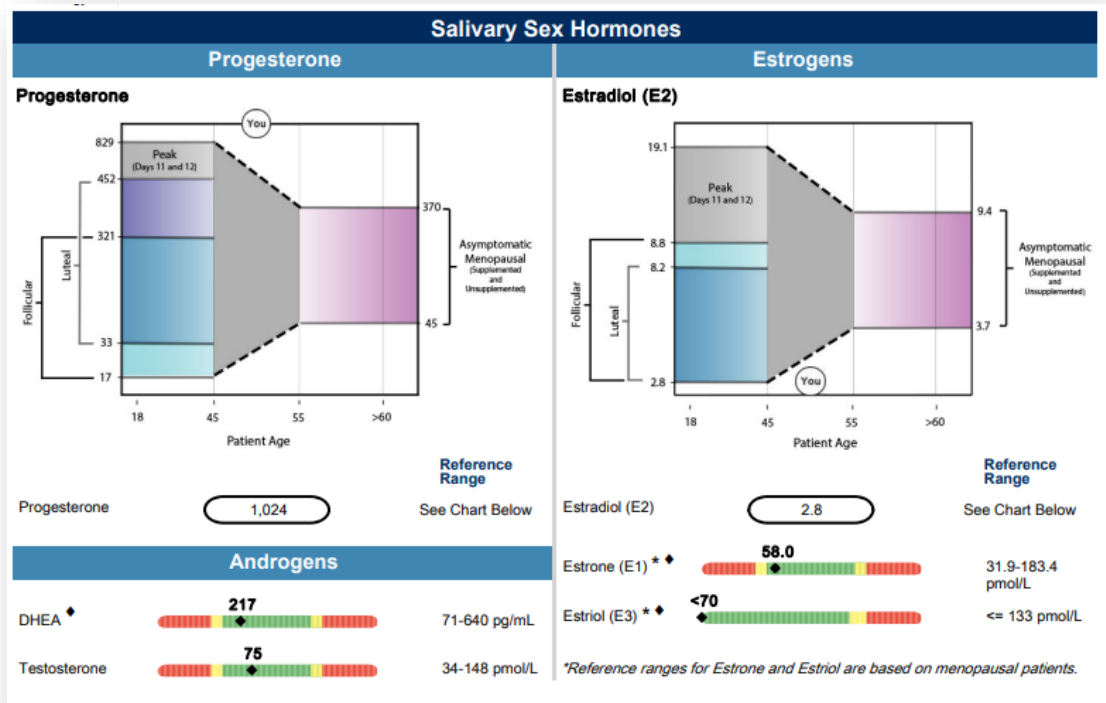 Salivary Sex Hormones
Progesterone
Estrogens
Progesterone
You
829
Peak
(Days 11 and 12)
452
321
33
17
Follicular
Luteal
370
45
Asymptomatic
Menopausal
(Supplemented
and
Unsupplemented)
18
45
55
>60
Patient Age
Reference
Range
Progesterone
1,024
See Chart Below
Androgens
DHEA ♦
217
71-640 pg/mL
Testosterone
75
34-148 pmol/L
Estradiol (E2)
19.1
Peak
(Days 11 and 12)
8.8
8.2
2.8
Follicular
Luteal
You
9.4
3.7
Asymptomatic
Menopausal
(Supplemented
and
Unsupplemented)
18
45
55
>60
Patient Age
Reference
Range
Estradiol (E2)
2.8
See Chart Below
Estrone (E1) * ♦
58.0
31.9-183.4
pmol/L
Estriol (E3) * ♦
<70
<= 133 pmol/L
*Reference ranges for Estrone and Estriol are based on menopausal patients.